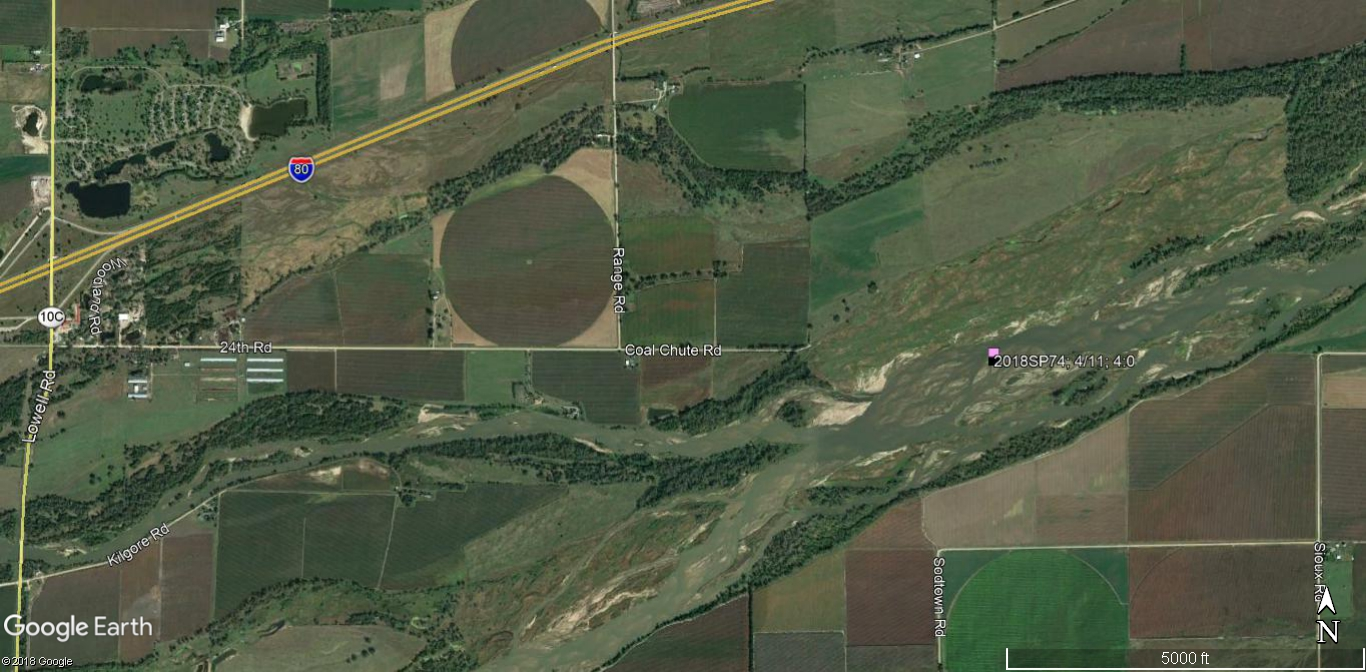 80
10C
Woodland Rd
Range Rd
24th Rd
Coal Chute Rd
2018SP74, 4/11; 4.0
Lowell Rd
Kilgore Rd
Sodtown Rd
Sioux Rd
N
Google Earth
© 2018 Google
5000 ft